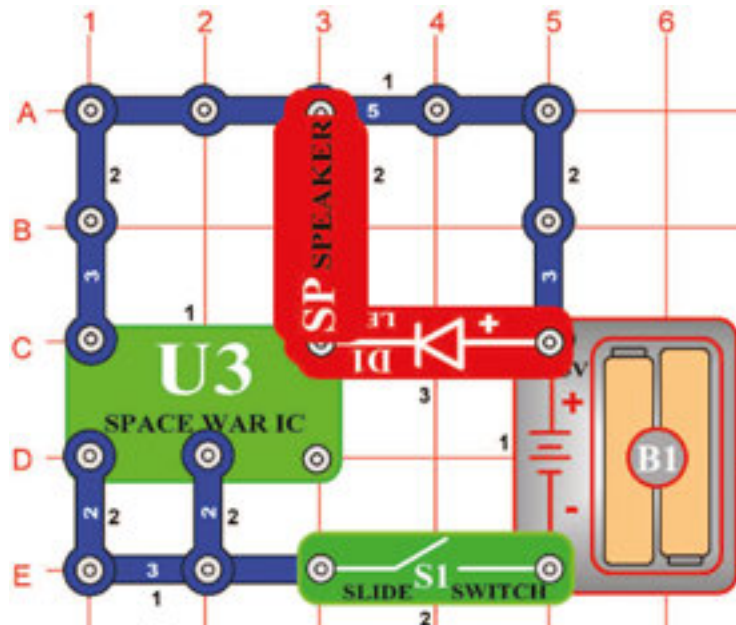 1 2 3 4 5 6
A
1
5
2 2 2
SPEAKER
B
3 3
1
SP
C
U3
LE
D1
+
V
SPACE WAR IC
3
+
D
1
B1
2 2 2 2
-
E
3
S1
SLIDE SWITCH
1
2